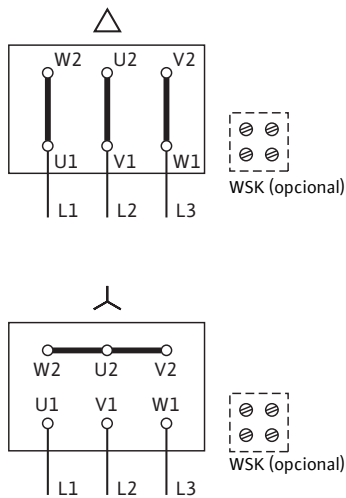 W2 U2 V2
U1 V1 W1
WSK (opcional)
L1 L2 L3
W2 U2 V2
U1 V1 W1
WSK (opcional)
L1 L2 L3